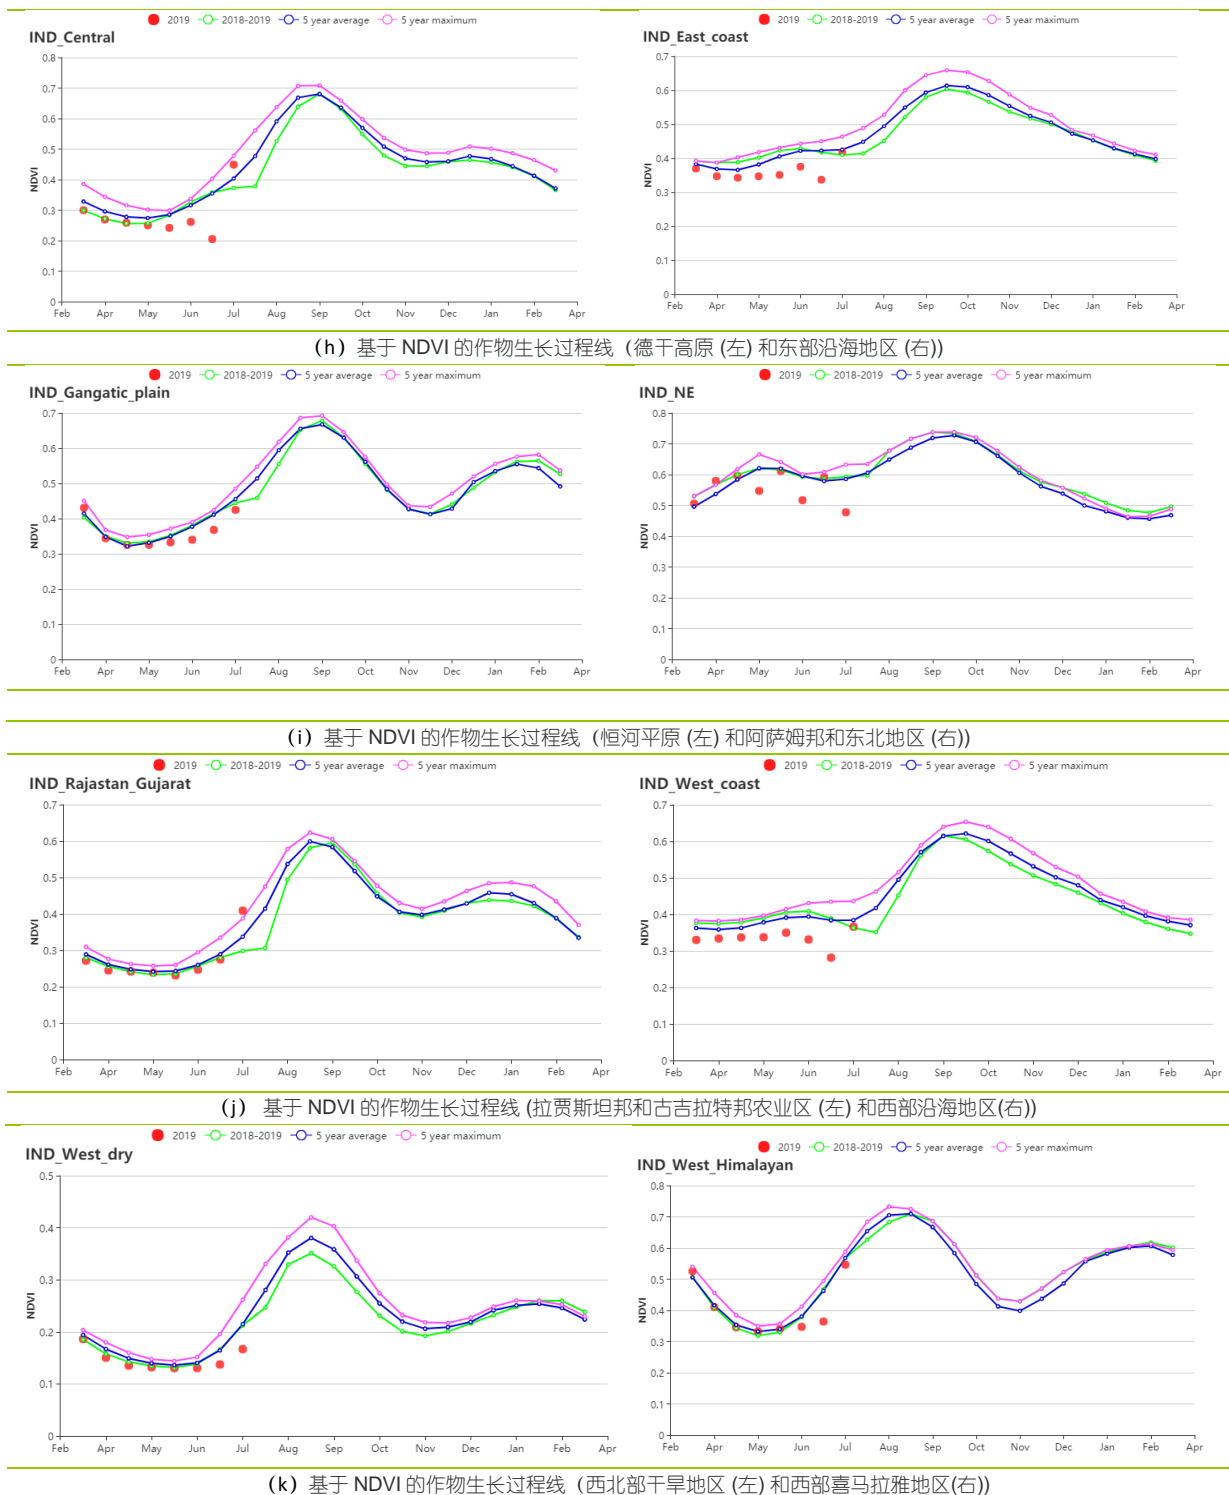 2019 2018-2019 5 year average 5 year maximum
IND_Central
0.8
0.7
0.6
0.5
0.4
0.3
0.2
0.1
0
NDVI
Feb Apr May Jun Jul Aug Sep Oct Nov Dec Jan Feb Apr
2019 2018-2019 5 year average 5 year maximum
IND_East_coast
0.7
0.6
0.5
0.4
0.3
0.2
0.1
0
NDVI
Feb Apr May Jun Jul Aug Sep Oct Nov Dec Jan Feb Apr
(h) 基于 NDVI 的作物生长过程线（德干高原 (左) 和东部沿海地区 (右))
2019 2018-2019 5 year average 5 year maximum
IND_Gangatic_plain
0.7
0.6
0.5
0.4
0.3
0.2
0.1
0
NDVI
Feb Apr May Jun Jul Aug Sep Oct Nov Dec Jan Feb Apr
2019 2018-2019 5 year average 5 year maximum
IND_NE
0.8
0.7
0.6
0.5
0.4
0.3
0.2
0.1
0
NDVI
Feb Apr May Jun Jul Aug Sep Oct Nov Dec Jan Feb Apr
(i) 基于 NDVI 的作物生长过程线（恒河平原 (左) 和阿萨姆邦和东北地区 (右))
2019 2018-2019 5 year average 5 year maximum
IND_Rajastan_Gujarat
0.7
0.6
0.5
0.4
0.3
0.2
0.1
0
NDVI
Feb Apr May Jun Jul Aug Sep Oct Nov Dec Jan Feb Apr
2019 2018-2019 5 year average 5 year maximum
IND_West_coast
0.7
0.6
0.5
0.4
0.3
0.2
0.1
0
NDVI
Feb Apr May Jun Jul Aug Sep Oct Nov Dec Jan Feb Apr
(j) 基于 NDVI 的作物生长过程线 (拉贾斯坦邦和古吉拉特邦农业区 (左) 和西部沿海地区(右))
2019 2018-2019 5 year average 5 year maximum
IND_West_dry
0.5
0.4
0.3
0.2
0.1
0
NDVI
Feb Apr May Jun Jul Aug Sep Oct Nov Dec Jan Feb Apr
2019 2018-2019 5 year average 5 year maximum
IND_West_Himalayan
0.8
0.7
0.6
0.5
0.4
0.3
0.2
0.1
0
NDVI
Feb Apr May Jun Jul Aug Sep Oct Nov Dec Jan Feb Apr
(k) 基于 NDVI 的作物生长过程线（西北部干旱地区 (左) 和西部喜马拉雅地区(右))